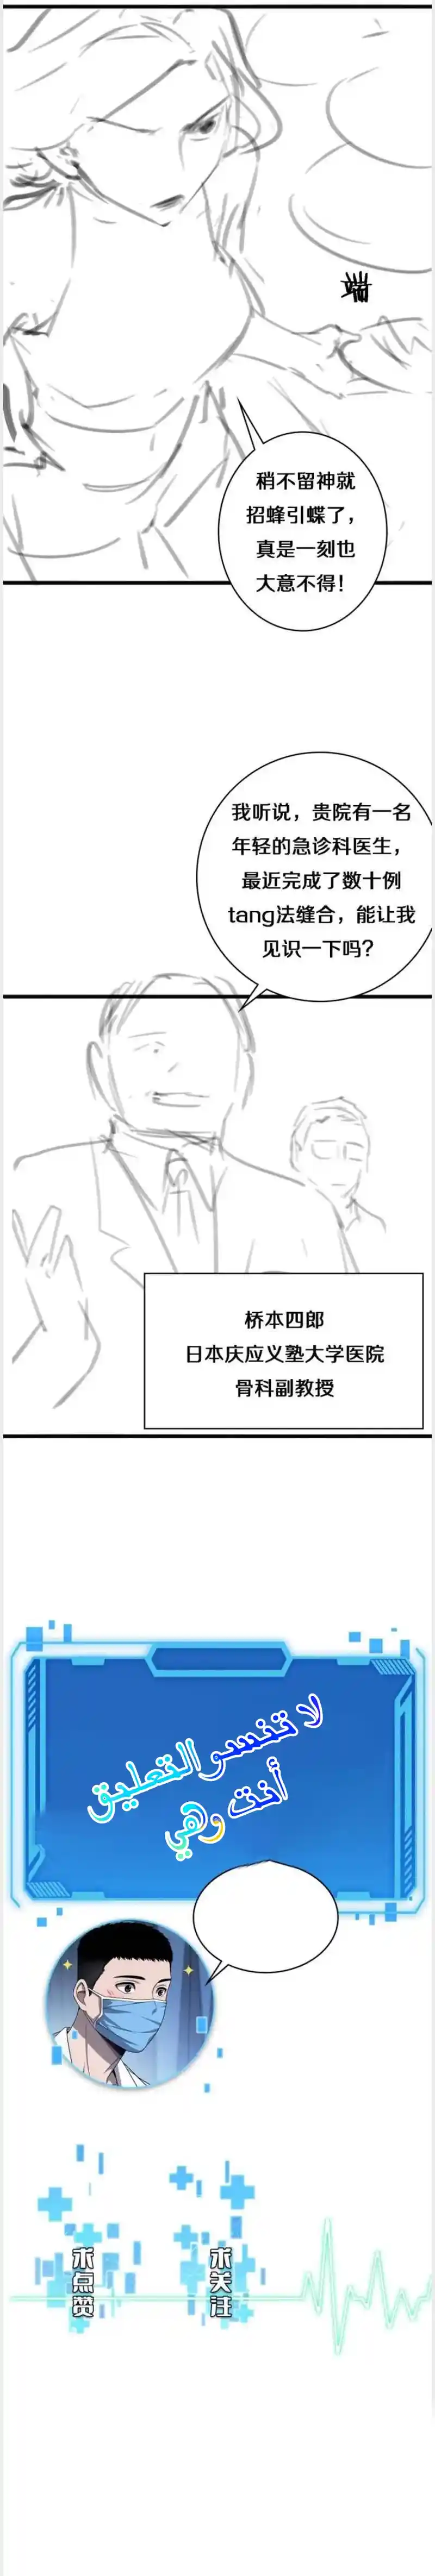 端
稍不留神就
招蜂引蝶了，
真是一刻也
大意不得！
我听说，贵院有一名
年轻的急诊科医生，
最近完成了数十例
tang法缝合，能让我
见识一下吗？
桥本四郎
日本庆应义塾大学医院
骨科副教授
لا تنسو التعليق
أنت وهي
求点赞
求关注